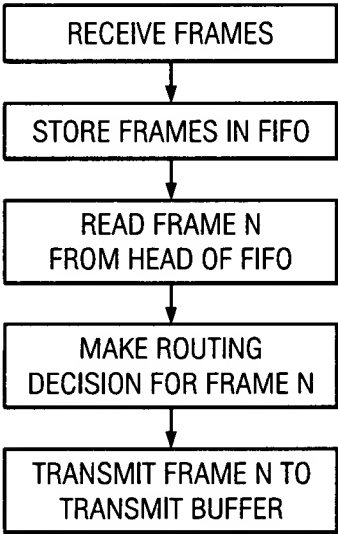 RECEIVE FRAMES
STORE FRAMES IN FIFO
READ FRAME N
FROM HEAD OF FIFO
MAKE ROUTING
DECISION FOR FRAME N
TRANSMIT FRAME N TO
TRANSMIT BUFFER